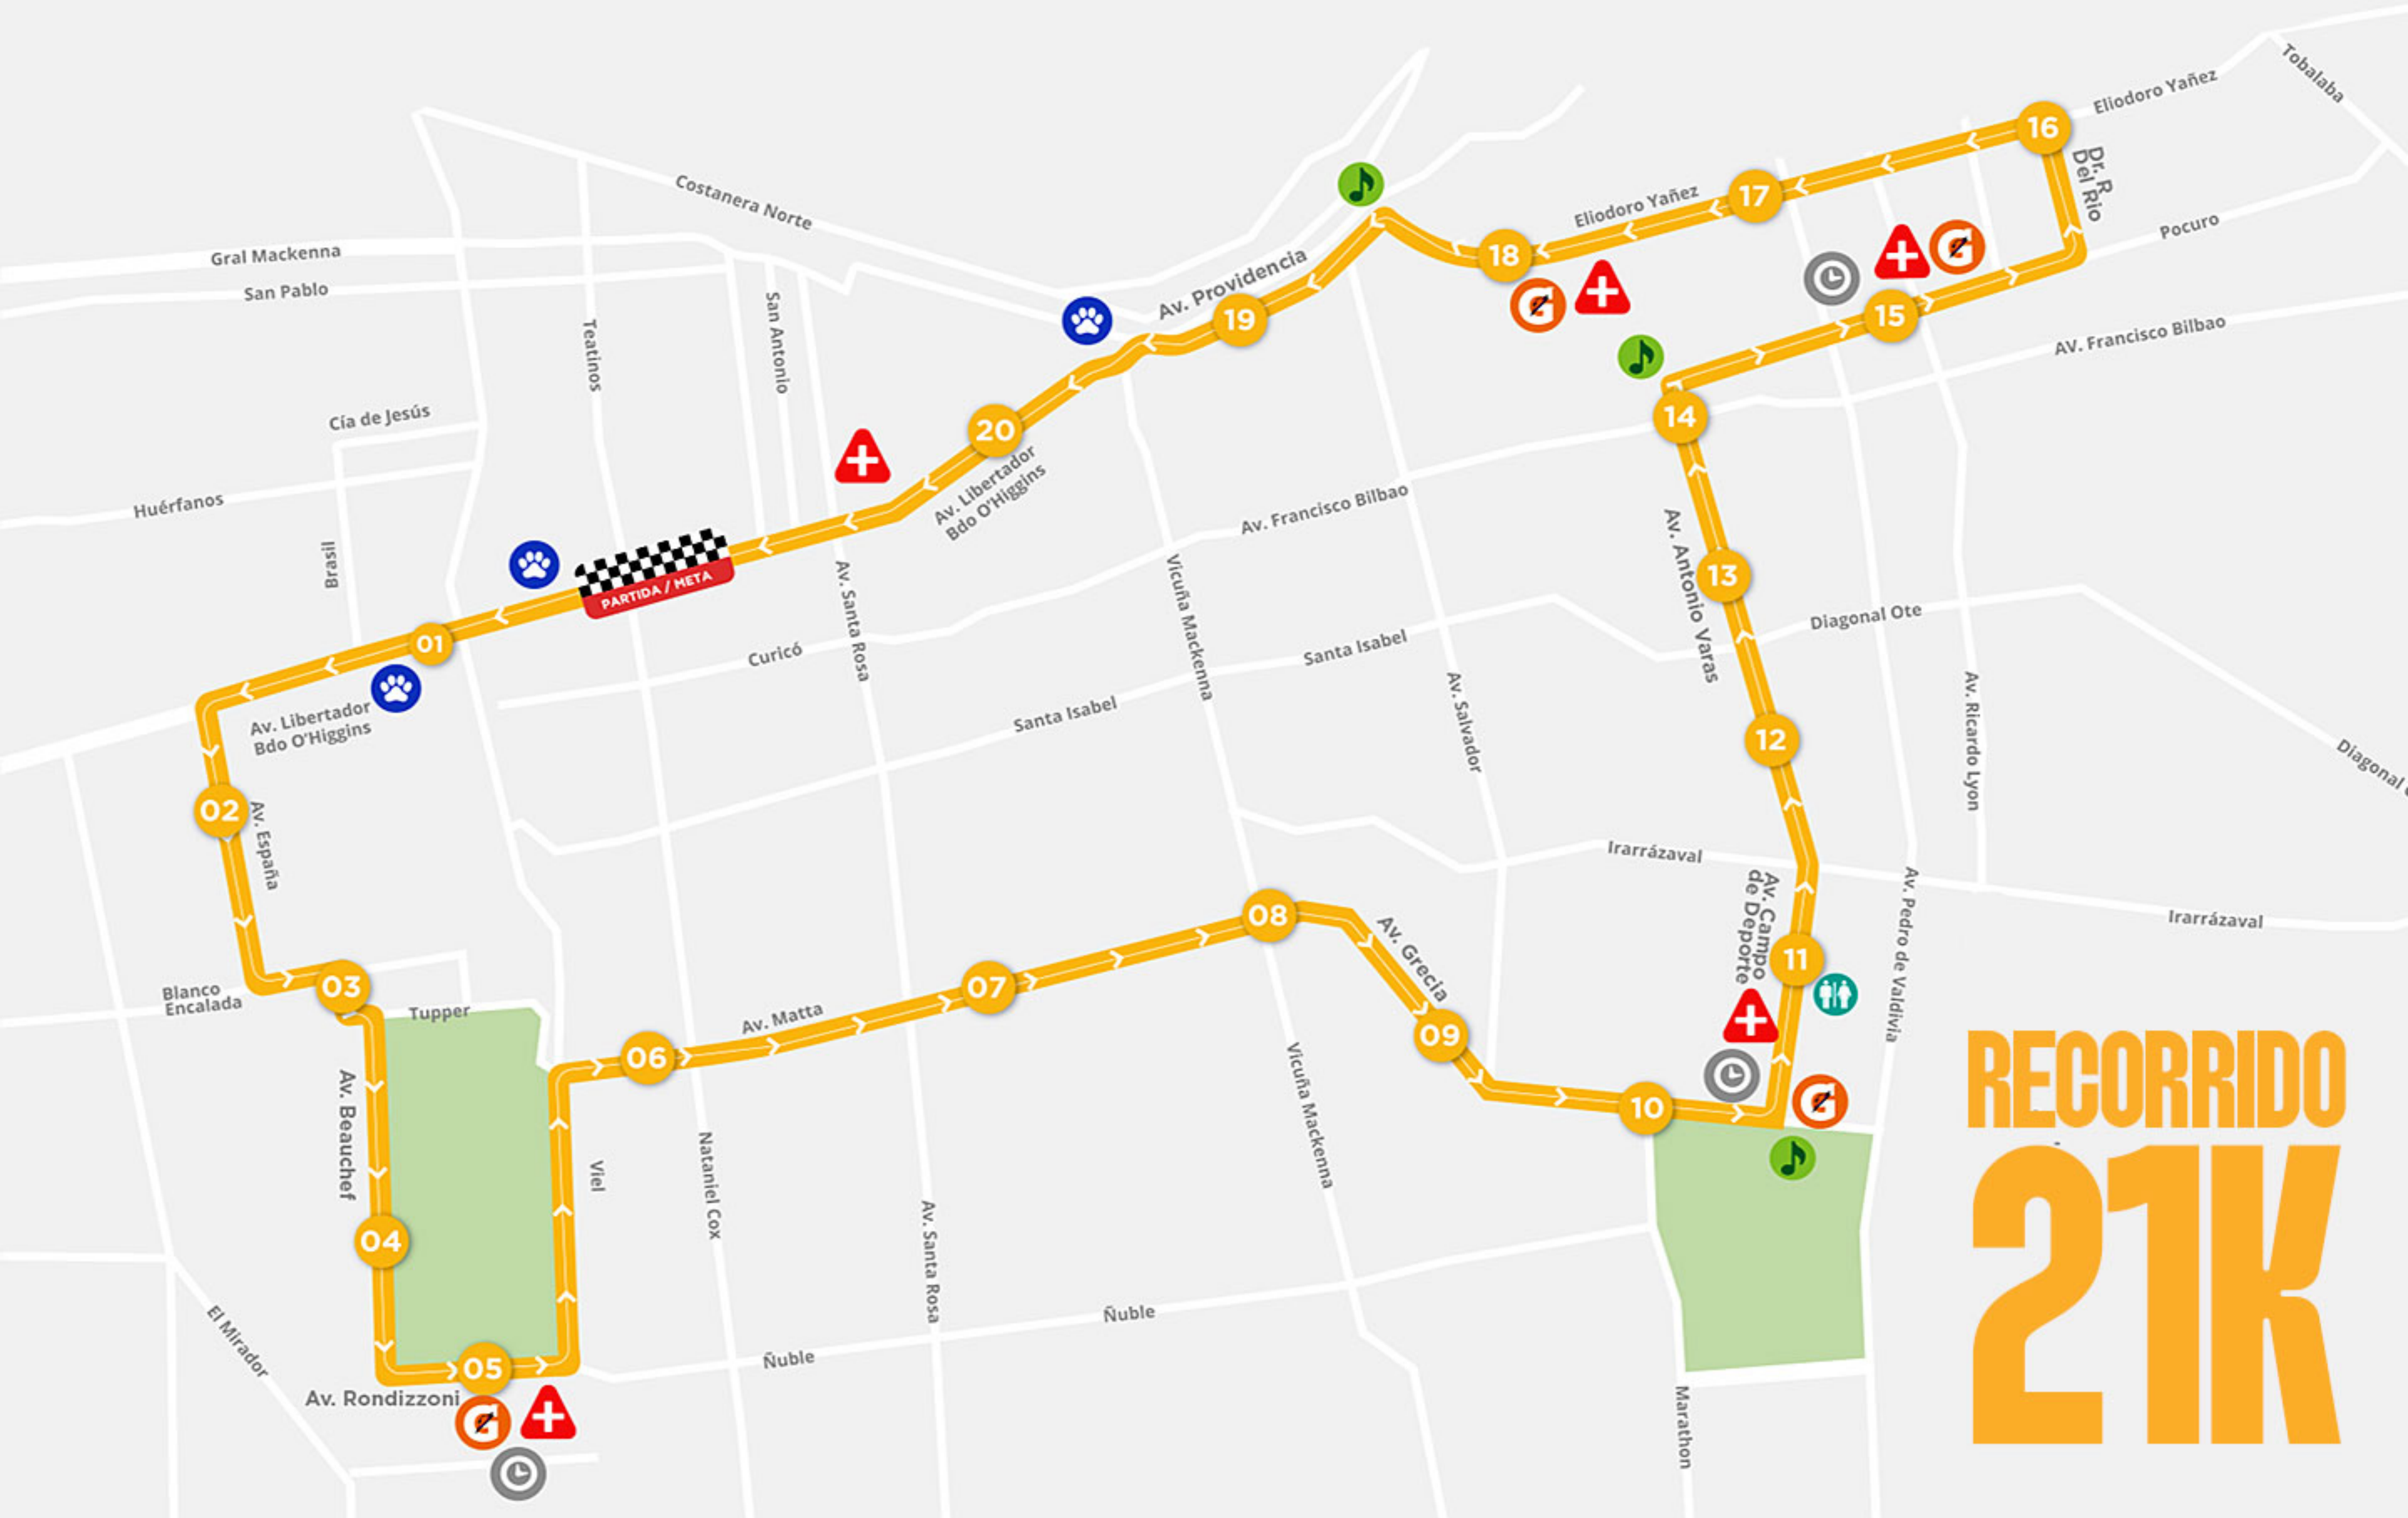 Tobalaba
Eliodoro Yañez
16
Dr. R
Del Rio
Costanera Norte
17
Eliodoro Yañez
Pocuro
Gral Mackenna
18
San Pablo
Av. Providencia
15
19
San Antonio
Teatinos
AV. Francisco Bilbao
Cía de Jesús
14
20
Av. Libertador
Bdo O'Higgins
Huérfanos
Av. Francisco Bilbao
Brasil
PARTIDA / META
13
Av. Antonio Varas
Diagonal Ote
01
Av. Santa Rosa
Curicó
Vicuña Mackenna
Santa Isabel
Av. Salvador
Av. Ricardo Lyon
Av. Libertador
Bdo O'Higgins
Santa Isabel
12
Diagonal
02
Av. España
Irarrázaval
Av. Campo
de Deporte
Av. Pedro de Valdivia
Irarrázaval
08
Av. Grecia
11
03
07
Blanco
Encalada
Tupper
Av. Matta
09
06
RECORRIDO
21K
10
Av. Beauchef
Viel
Nataniel Cox
Vicuña Mackenna
04
Av. Santa Rosa
El Mirador
Ñuble
Ñuble
05
Av. Rondizzoni
G
G
G
G
Marathon